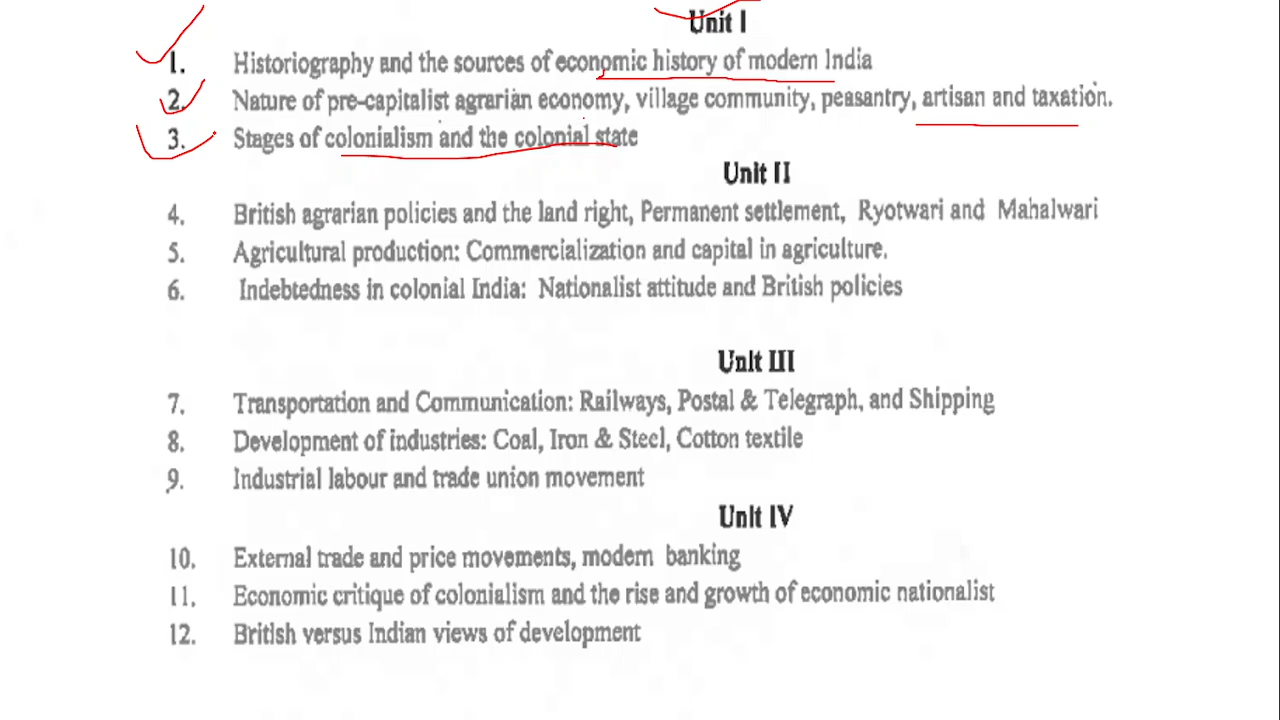 Unit I
1. Historiography and the sources of economic history of modern India
2. Nature of pre-capitalist agrarian economy, village community, peasantry, artisan and taxation.
3. Stages of colonialism and the colonial state
Unit II
4. British agrarian policies and the land right, Permanent settlement, Ryotwari and Mahalwari
5. Agricultural production: Commercialization and capital in agriculture.
6. Indebtedness in colonial India: Nationalist attitude and British policies
Unit III
7. Transportation and Communication: Railways, Postal & Telegraph, and Shipping
8. Development of industries: Coal, Iron & Steel, Cotton textile
9. Industrial labour and trade union movement
Unit IV
10. External trade and price movements, modern banking
11. Economic critique of colonialism and the rise and growth of economic nationalist
12. British versus Indian views of development